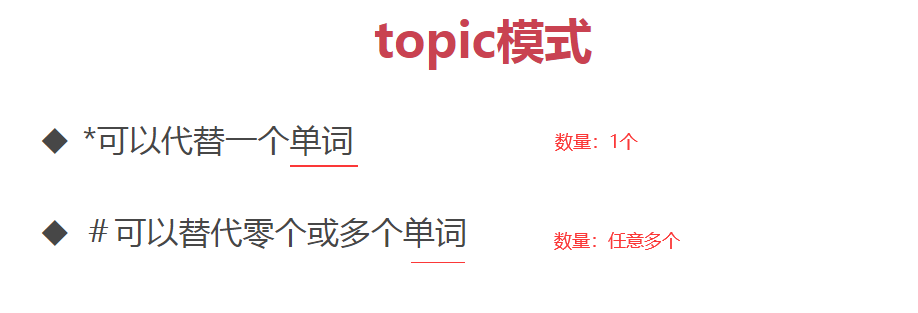 topic模式
◆ *可以代替一个单词
数量：1个
◆ # 可以替代零个或多个单词
数量：任意多个